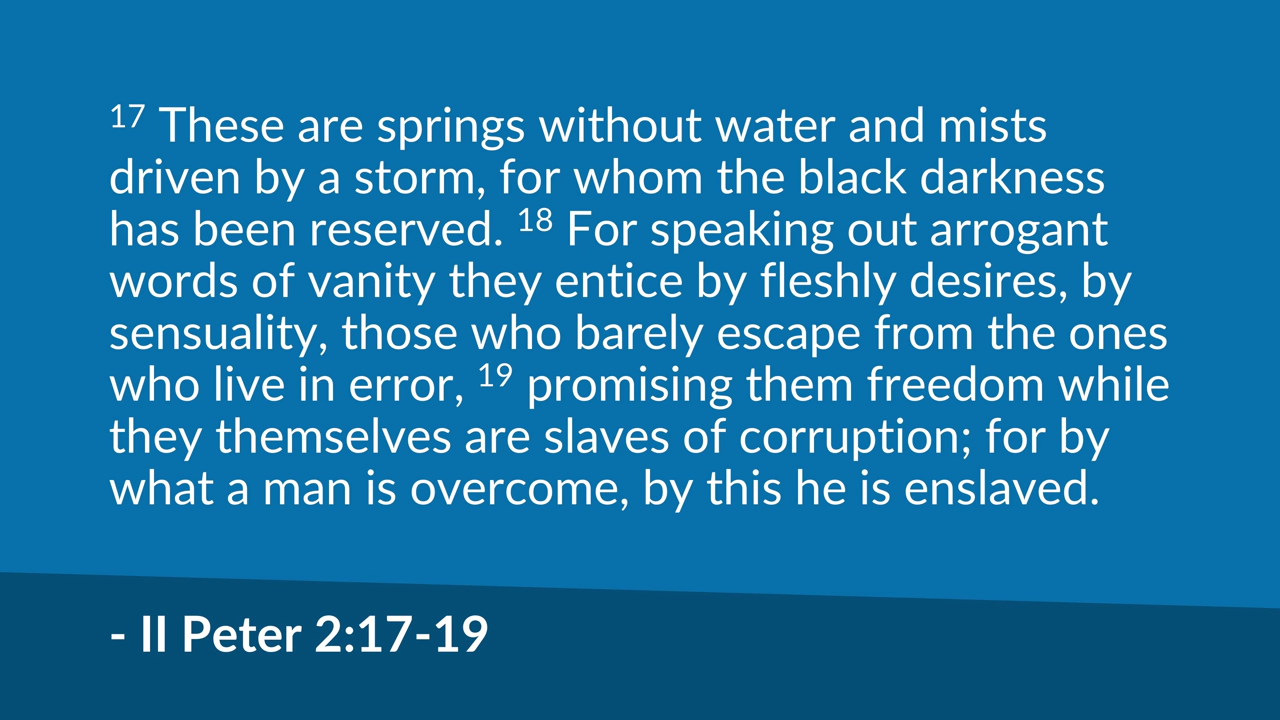 17 These are springs without water and mists
driven by a storm, for whom the black darkness
has been reserved. 18 For speaking out arrogant
words of vanity they entice by fleshly desires, by
sensuality, those who barely escape from the ones
who live in error, 19 promising them freedom while
they themselves are slaves of corruption; for by
what a man is overcome, by this he is enslaved.
- II Peter 2:17-19